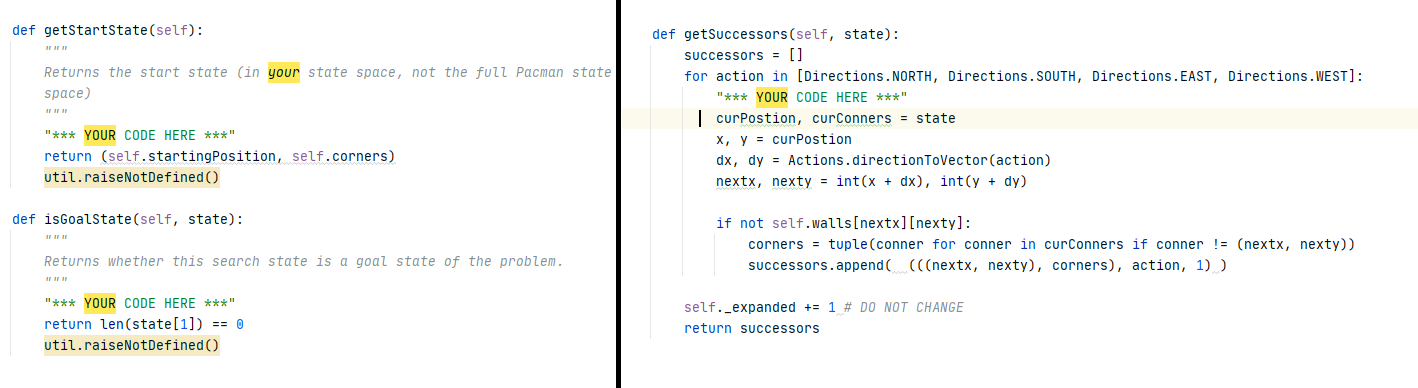 def getStartState(self):
"""
Returns the start state (in your state space, not the full Pacman state
space)
"""
"*** YOUR CODE HERE ***"
return (self.startingPosition, self.corners)
util.raiseNotDefined()
def isGoalState(self, state):
"""
Returns whether this search state is a goal state of the problem.
"""
"*** YOUR CODE HERE ***"
return len(state[1]) == 0
util.raiseNotDefined()
def getSuccessors(self, state):
successors = []
for action in [Directions.NORTH, Directions.SOUTH, Directions.EAST, Directions.WEST]:
"*** YOUR CODE HERE ***"
curPostion, curConners = state
x, y = curPostion
dx, dy = Actions.directionToVector(action)
nextx, nexty = int(x + dx), int(y + dy)
if not self.walls[nextx][nexty]:
corners = tuple(conner for conner in curConners if conner != (nextx, nexty))
successors.append(  (((nextx, nexty), corners), action, 1) )
self._expanded += 1 # DO NOT CHANGE
return successors